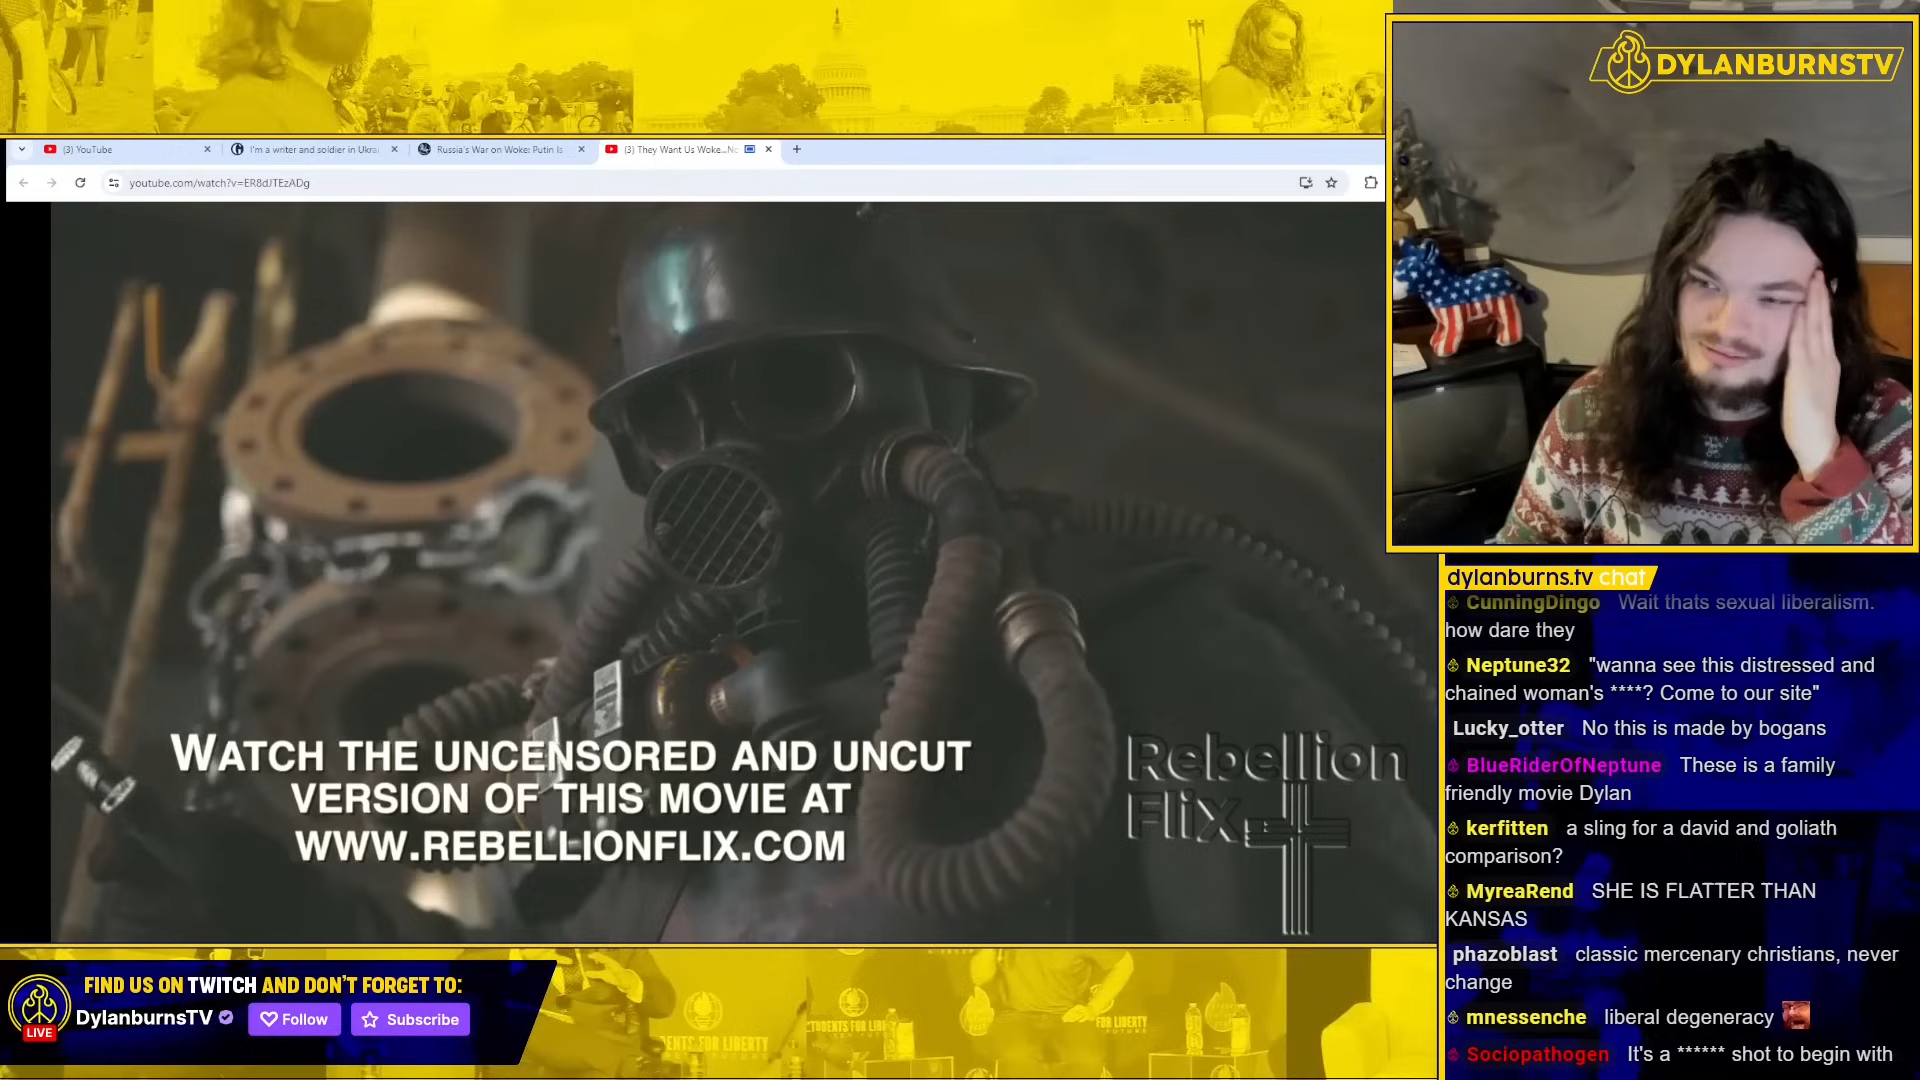 DYLANBURNSTV
(3) YouTube
I'm a writer and soldier in Ukrai
Russia's War on Woke: Putin Is
(3) They Want Us Woke...No
youtube.com/watch?v=ER8dJTEzADg
WATCH THE UNCENSORED AND UNCUT
VERSION OF THIS MOVIE AT
WWW.REBELLIONFLIX.COM
Rebellion
Flix
dylanburns.tv chat
CunningDingo Wait thats sexual liberalism.
how dare they
Neptune32 "wanna see this distressed and
chained woman's ****? Come to our site"
Lucky_otter No this is made by bogans
BlueRiderOfNeptune These is a family
friendly movie Dylan
kerfitten a sling for a david and goliath
comparison?
MyreaRend SHE IS FLATTER THAN
KANSAS
phazoblast classic mercenary christians, never
change
mnessenche liberal degeneracy
Sociopathogen It's a ****** shot to begin with
FIND US ON TWITCH AND DON'T FORGET TO:
DylanburnsTV
Follow
Subscribe
LIVE
FOR LIBERTY